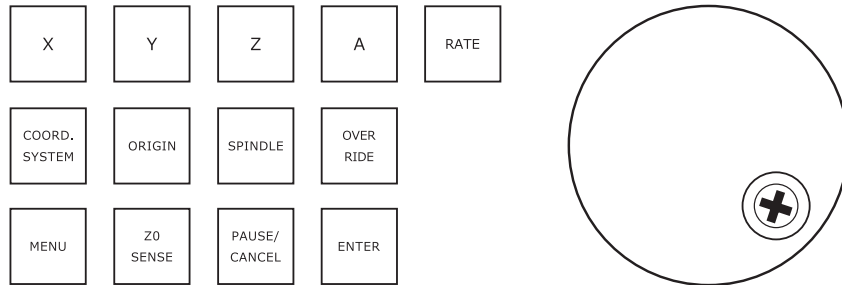 X
Y
Z
A
RATE
COORD.
SYSTEM
ORIGIN
SPINDLE
OVER
RIDE
MENU
Z0
SENSE
PAUSE/
CANCEL
ENTER